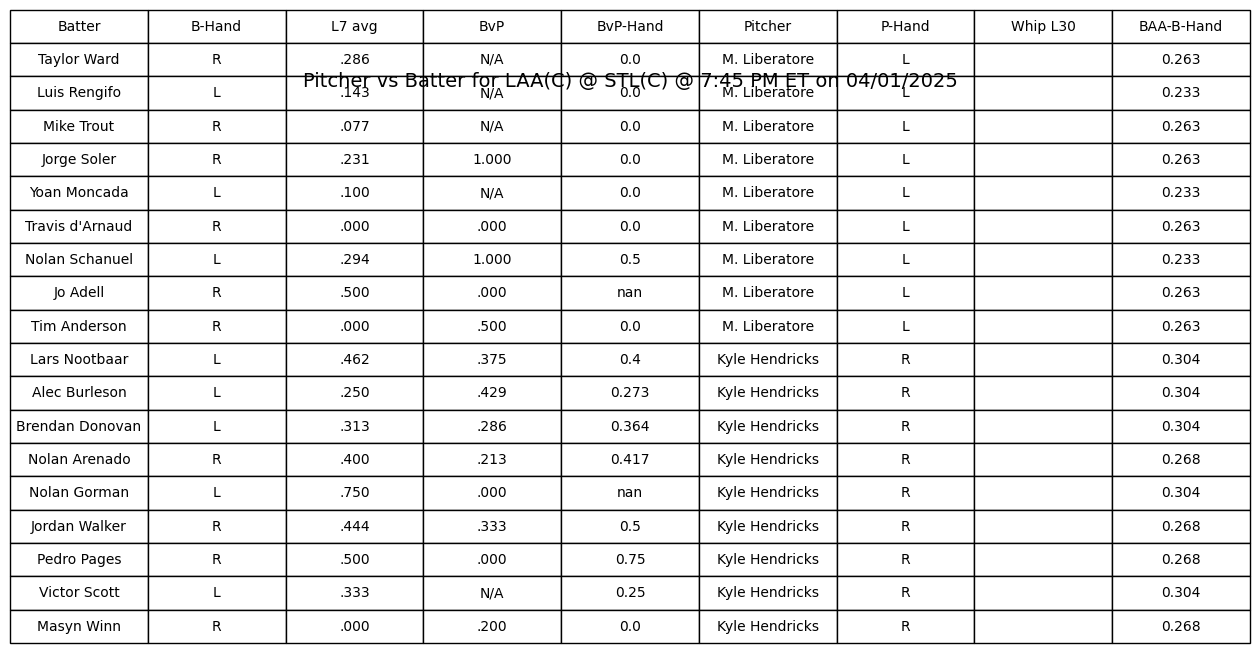 Batter B-Hand L7 avg BvP BvP-Hand Pitcher P-Hand Whip L30 BAA-B-Hand
Taylor Ward R .286 N/A 0.0 M. Liberatore L 0.263
Pitcher vs Batter for LAA(C) @ STL(C) @ 7:45 PM ET on 04/01/2025
Luis Rengifo L .143 N/A 0.0 M. Liberatore L 0.233
Mike Trout R .077 N/A 0.0 M. Liberatore L 0.263
Jorge Soler R .231 1.000 0.0 M. Liberatore L 0.263
Yoan Moncada L .100 N/A 0.0 M. Liberatore L 0.233
Travis d'Arnaud R .000 .000 0.0 M. Liberatore L 0.263
Nolan Schanuel L .294 1.000 0.5 M. Liberatore L 0.233
Jo Adell R .500 .000 nan M. Liberatore L 0.263
Tim Anderson R .000 .500 0.0 M. Liberatore L 0.263
Lars Nootbaar L .462 .375 0.4 Kyle Hendricks R 0.304
Alec Burleson L .250 .429 0.273 Kyle Hendricks R 0.304
Brendan Donovan L .313 .286 0.364 Kyle Hendricks R 0.304
Nolan Arenado R .400 .213 0.417 Kyle Hendricks R 0.268
Nolan Gorman L .750 .000 nan Kyle Hendricks R 0.304
Jordan Walker R .444 .333 0.5 Kyle Hendricks R 0.268
Pedro Pages R .500 .000 0.75 Kyle Hendricks R 0.268
Victor Scott L .333 N/A 0.25 Kyle Hendricks R 0.304
Masyn Winn R .000 .200 0.0 Kyle Hendricks R 0.268